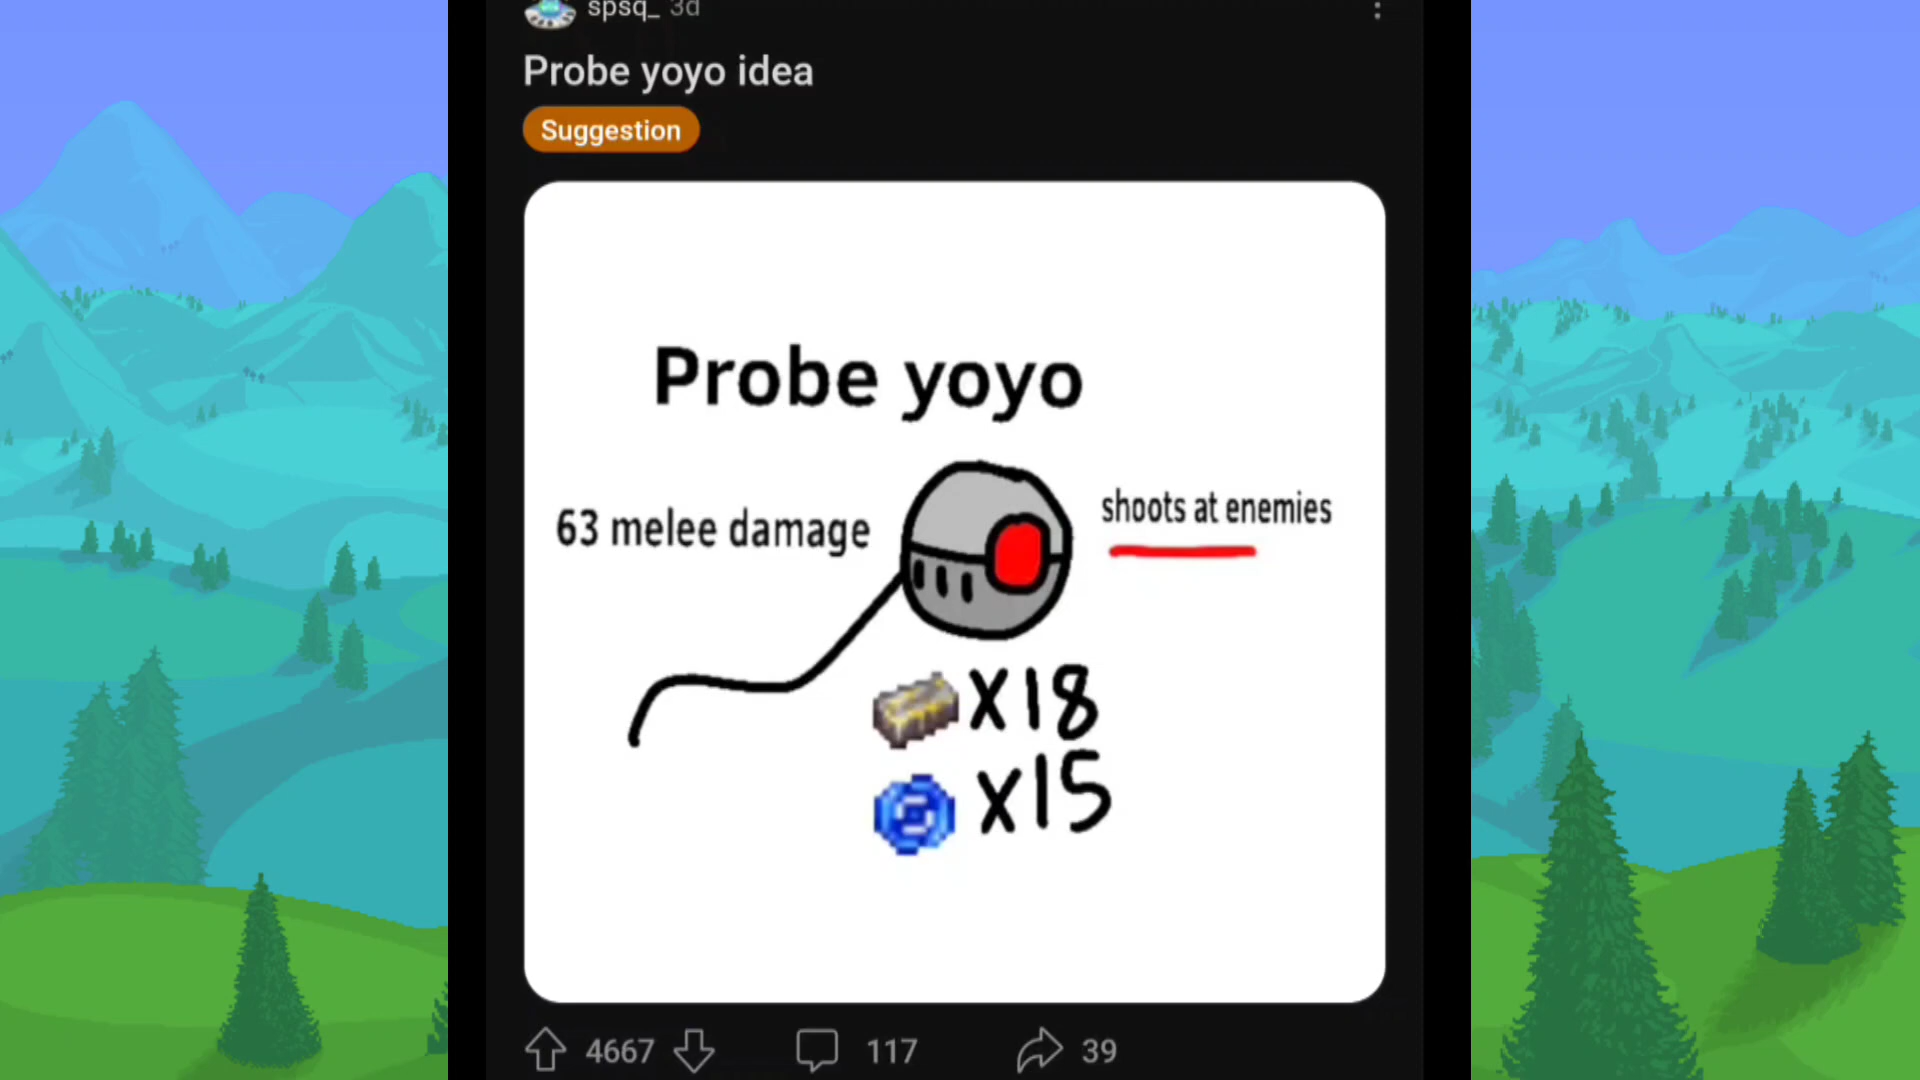 spsq_ 3d
Probe yoyo idea
Suggestion
Probe yoyo
63 melee damage
shoots at enemies
X18
X15
4667
117
39